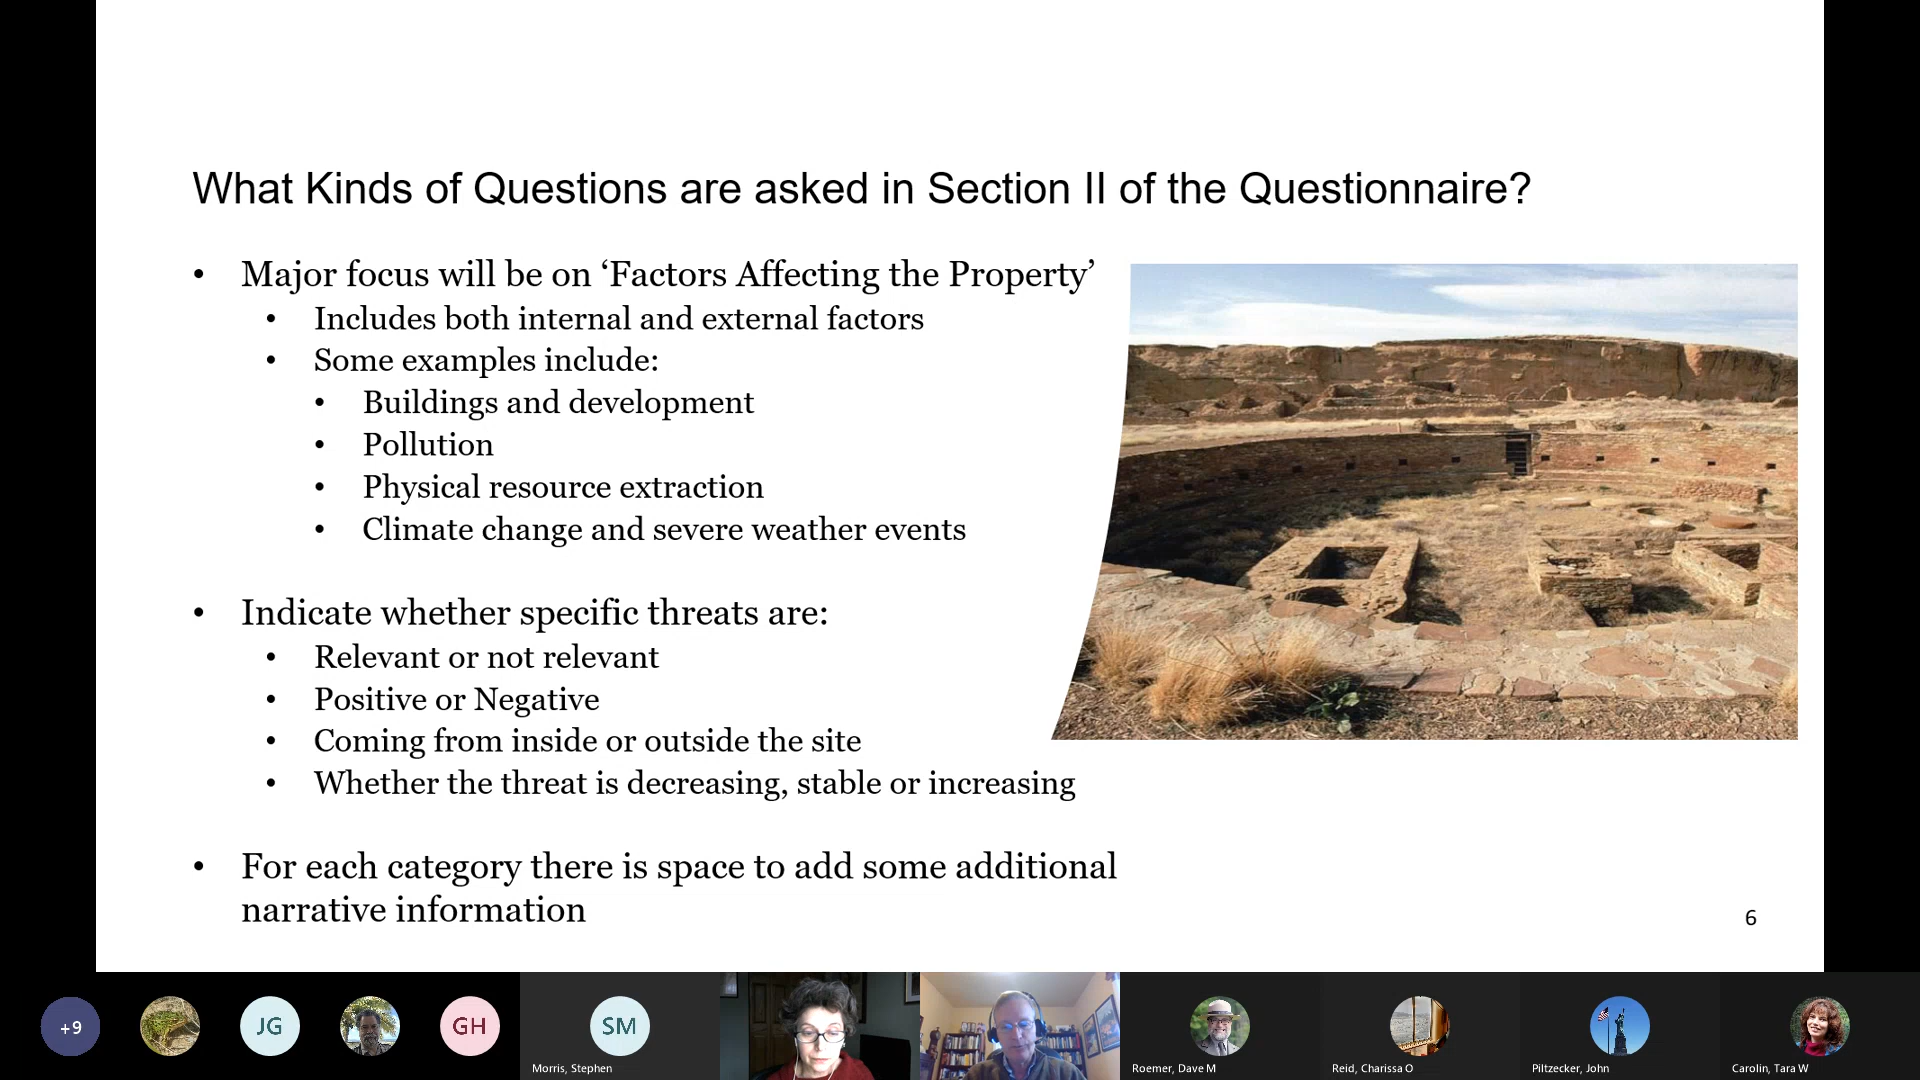 What Kinds of Questions are asked in Section II of the Questionnaire?
• Major focus will be on ‘Factors Affecting the Property’
• Includes both internal and external factors
• Some examples include:
• Buildings and development
• Pollution
• Physical resource extraction
• Climate change and severe weather events
• Indicate whether specific threats are:
• Relevant or not relevant
• Positive or Negative
• Coming from inside or outside the site
• Whether the threat is decreasing, stable or increasing
• For each category there is space to add some additional
narrative information
6
+9
JG
GH
SM
Morris, Stephen
Roemer, Dave M
Reid, Charissa O
Piltzecker, John
Carolin, Tara W